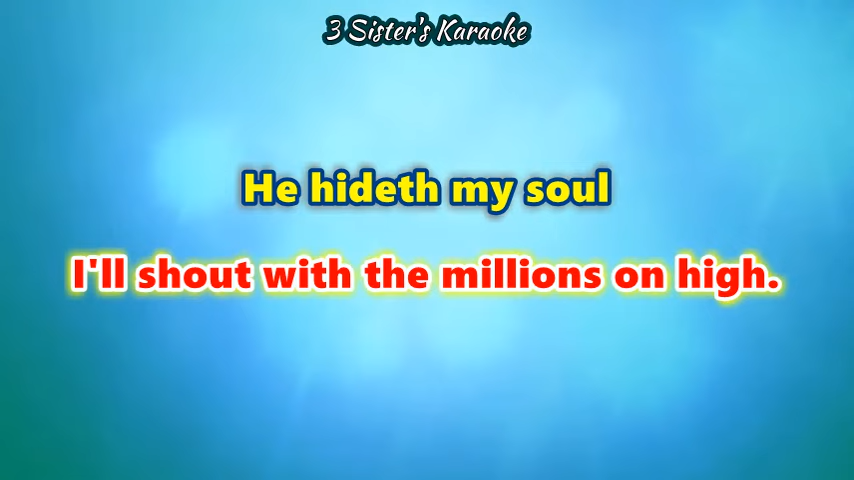 3 Sister's Karaoke
He hideth my soul
I'll shout with the millions on high.